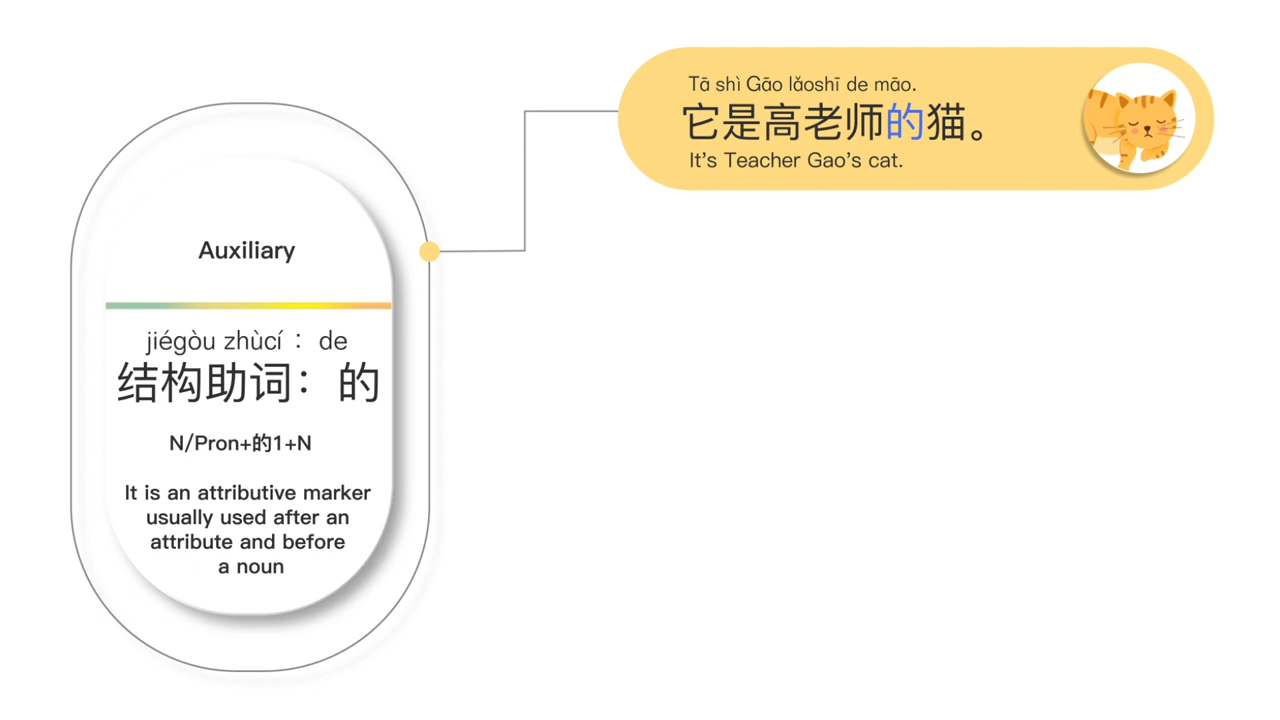 Auxiliary
jiégòu zhùcí : de
结构助词：的
N/Pron+的1+N
It is an attributive marker
usually used after an
attribute and before
a noun
Tā shì Gāo lǎoshī de māo.
它是高老师的猫。
It's Teacher Gao's cat.